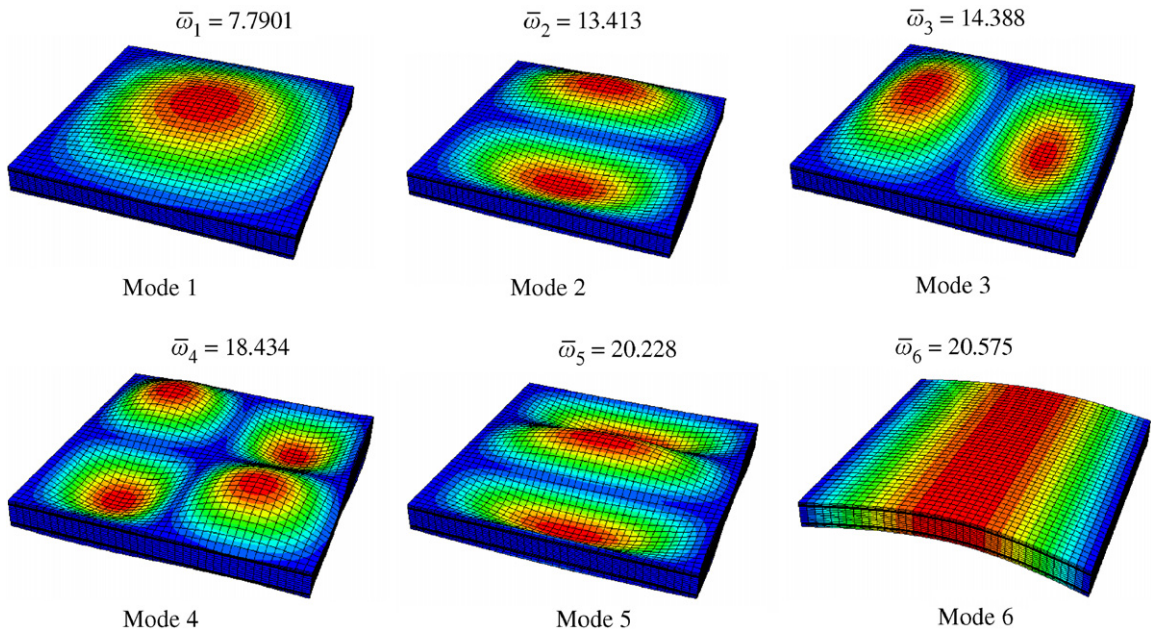 ω̅₁ = 7.7901
ω̅₂ = 13.413
ω̅₃ = 14.388
Mode 1
Mode 2
Mode 3
ω̅₄ = 18.434
ω̅₅ = 20.228
ω̅₆ = 20.575
Mode 4
Mode 5
Mode 6